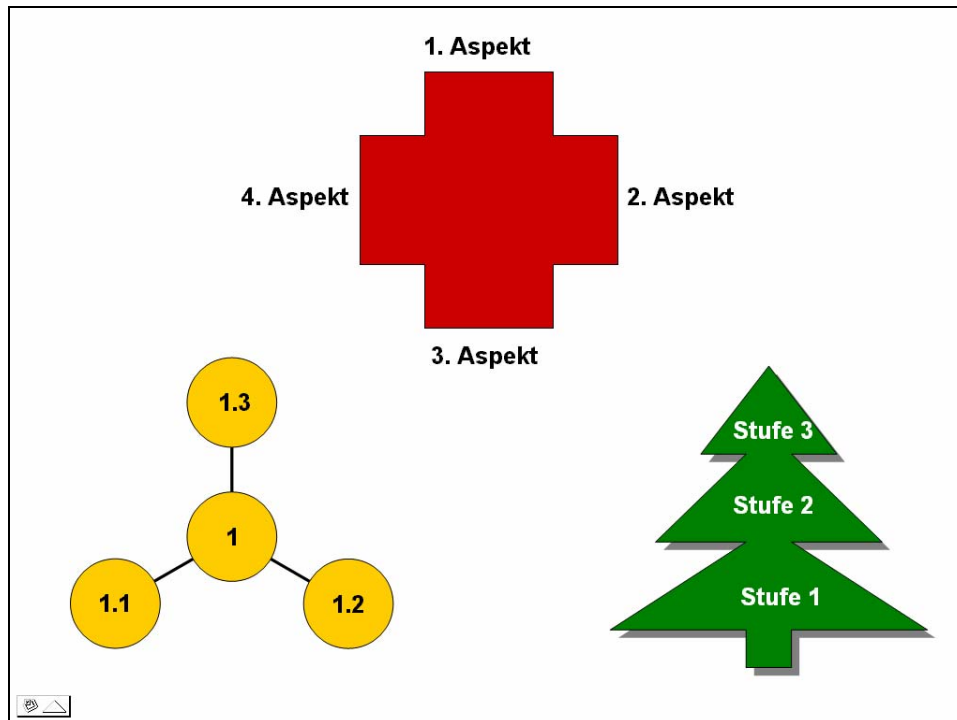 1. Aspekt
4. Aspekt
2. Aspekt
3. Aspekt
1.3
1
1.1
1.2
Stufe 3
Stufe 2
Stufe 1